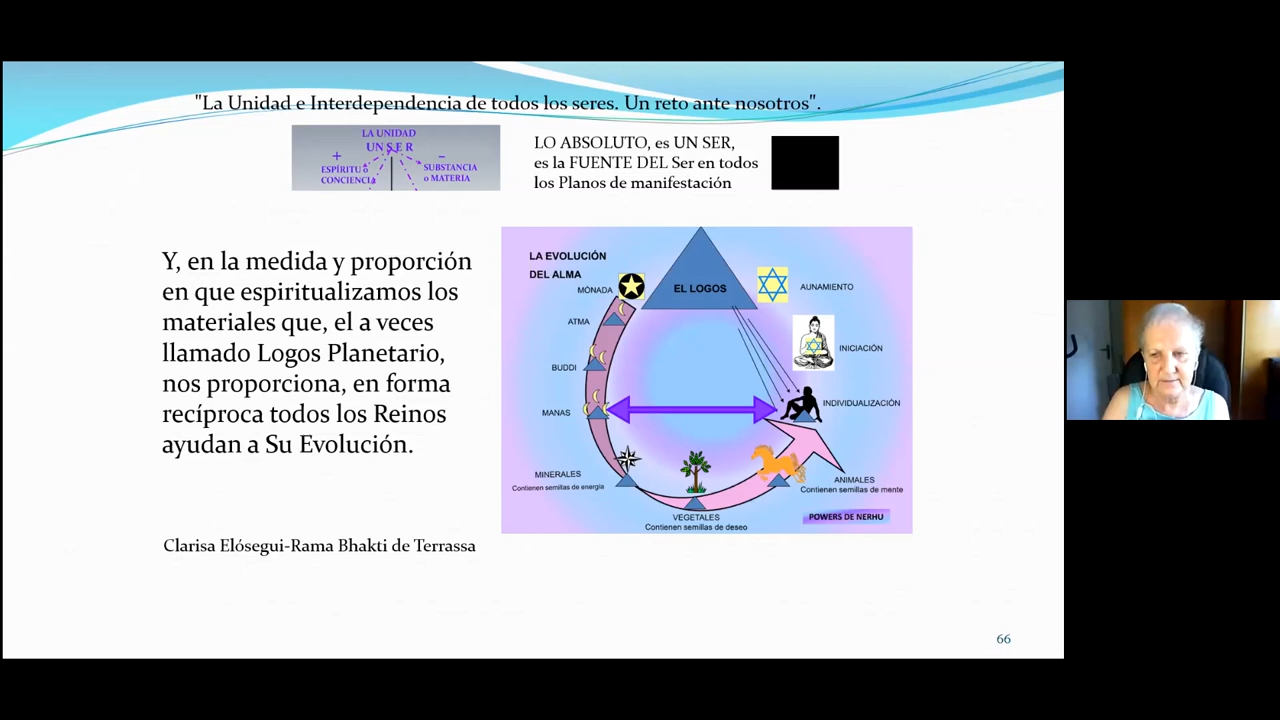 "La Unidad e Interdependencia de todos los seres. Un reto ante nosotros".
LA UNIDAD
UN S E R
+
–
ESPÍRITU o
CONCIENCIA
SUBSTANCIA
o MATERIA
LO ABSOLUTO, es UN SER,
es la FUENTE DEL Ser en todos
los Planos de manifestación
Y, en la medida y proporción
en que espiritualizamos los
materiales que, el a veces
llamado Logos Planetario,
nos proporciona, en forma
recíproca todos los Reinos
ayudan a Su Evolución.
LA EVOLUCIÓN
DEL ALMA
EL LOGOS
MÓNADA
AUNAMIENTO
ATMA
INICIACIÓN
BUDDI
MANAS
INDIVIDUALIZACIÓN
MINERALES
Contienen semillas de energía
ANIMALES
Contienen semillas de mente
VEGETALES
Contienen semillas de deseo
POWERS DE NERHU
Clarisa Elósegui-Rama Bhakti de Terrassa
66